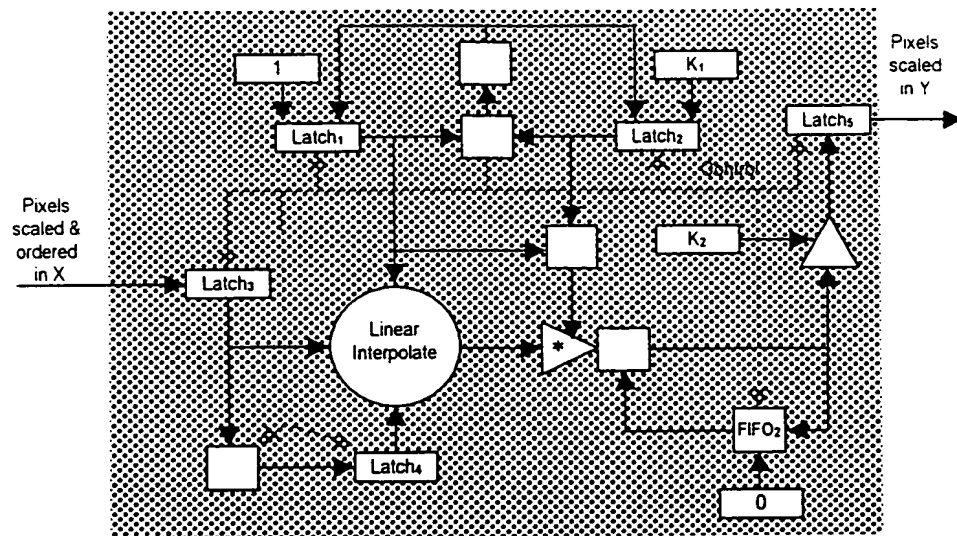 Pixels
scaled
in Y
1
K₁
Latch₁
Latch₂
Latch₅
Control
Pixels
scaled &
ordered
in X
K₂
Latch₃
Linear
Interpolate
*
FIFO₂
Latch₄
0